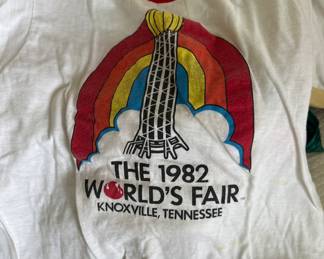 THE 1982
WORLD'S FAIR
KNOXVILLE, TENNESSEE